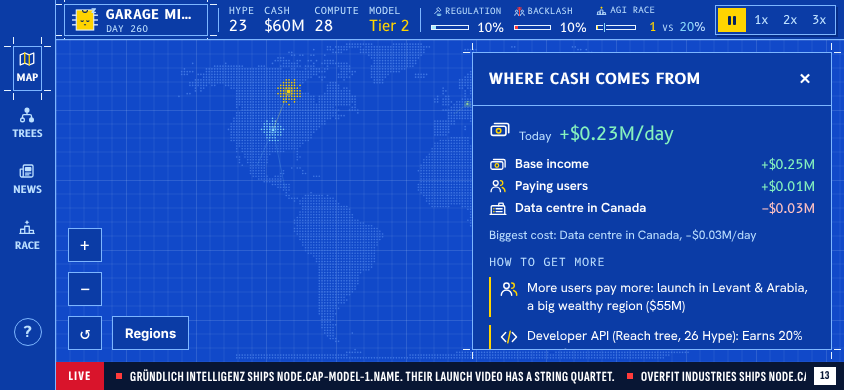 GARAGE MI...
DAY 260
HYPE
23
CASH
$60M
COMPUTE
28
MODEL
Tier 2
REGULATION
10%
BACKLASH
10%
AGI RACE
1 VS 20%
1x 2x 3x
MAP
TREES
NEWS
RACE
?
+
−
↺
Regions
WHERE CASH COMES FROM
×
Today +$0.23M/day
Base income +$0.25M
Paying users +$0.01M
Data centre in Canada −$0.03M
Biggest cost: Data centre in Canada, −$0.03M/day
HOW TO GET MORE
More users pay more: launch in Levant & Arabia,
a big wealthy region ($55M)
Developer API (Reach tree, 26 Hype): Earns 20%
LIVE
GRÜNDLICH INTELLIGENZ SHIPS NODE.CAP-MODEL-1.NAME. THEIR LAUNCH VIDEO HAS A STRING QUARTET.
OVERFIT INDUSTRIES SHIPS NODE.CA
13